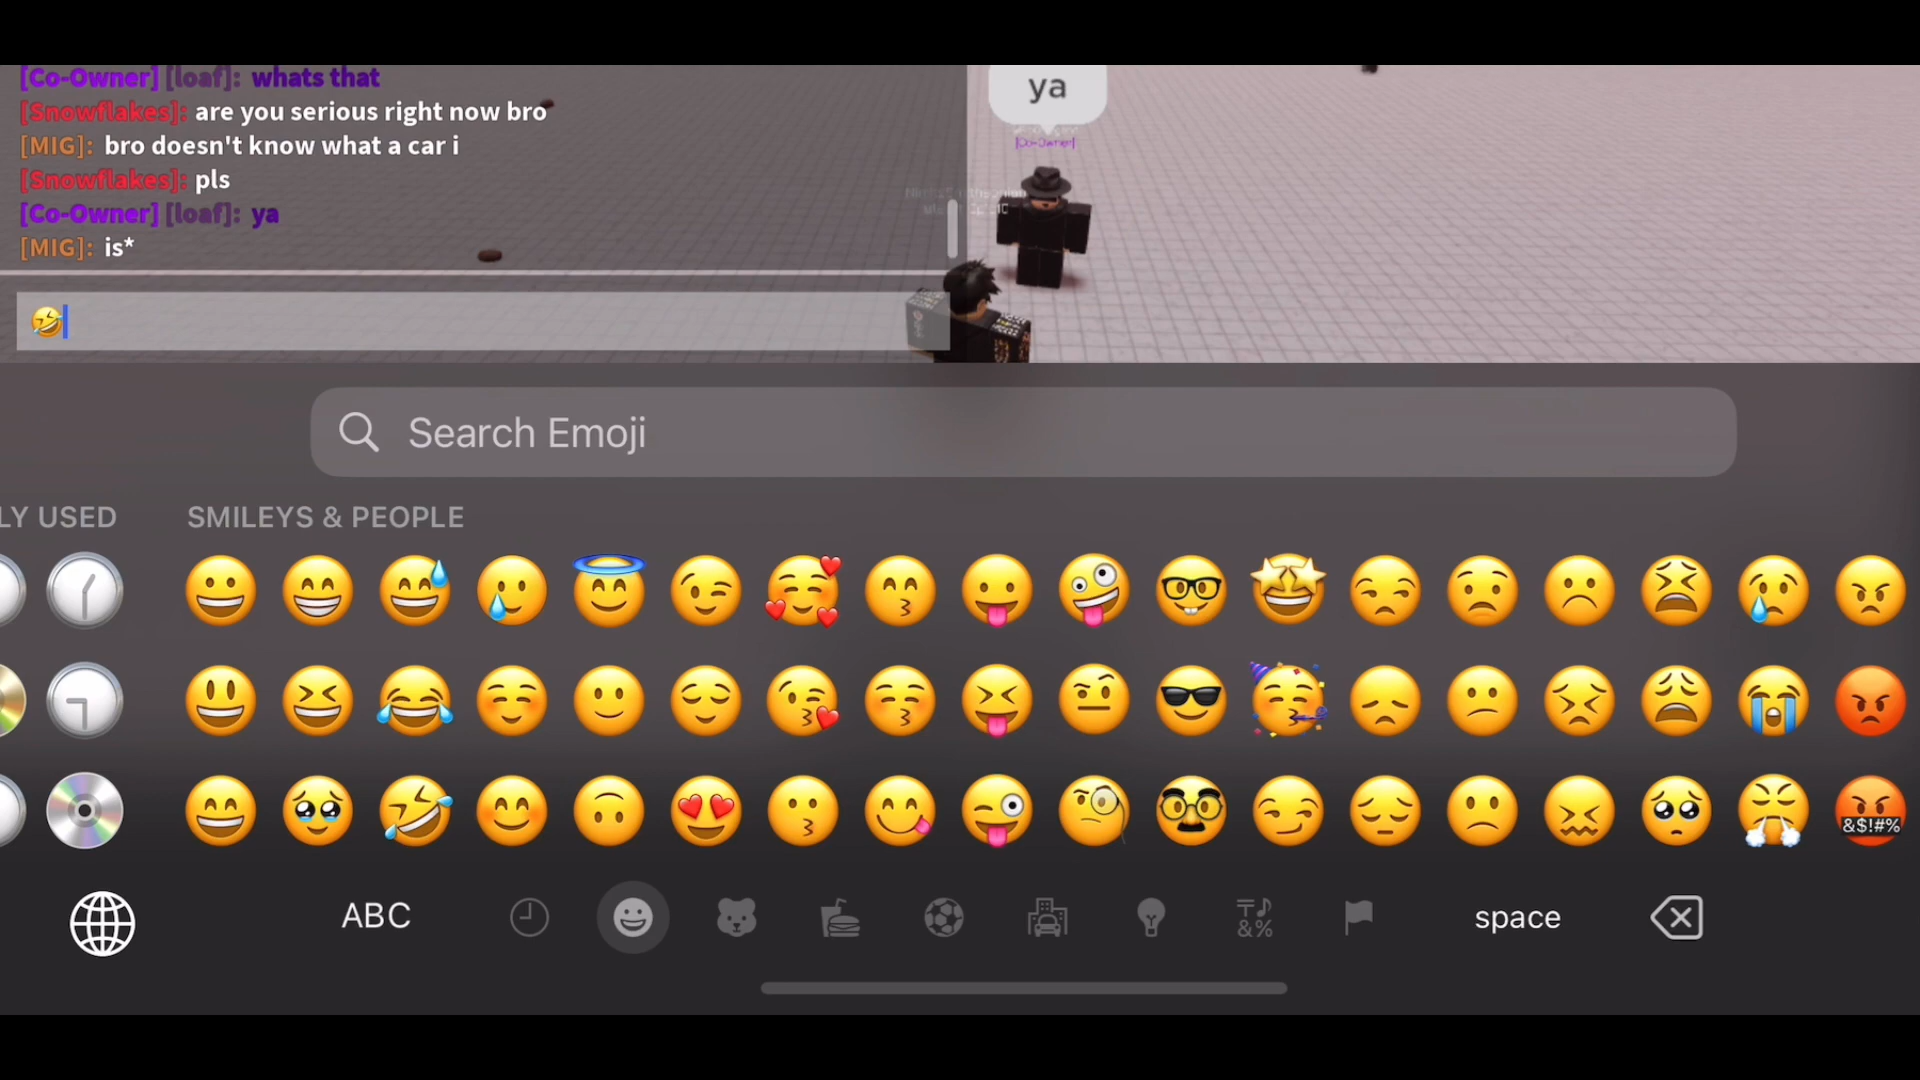 [Co-Owner] [loaf]: whats that
[Snowflakes]: are you serious right now bro
[MIG]: bro doesn't know what a car i
[Snowflakes]: pls
[Co-Owner] [loaf]: ya
[MIG]: is*
ya
[Co-Owner]
Search Emoji
LY USED
SMILEYS & PEOPLE
&$!#%
ABC
space